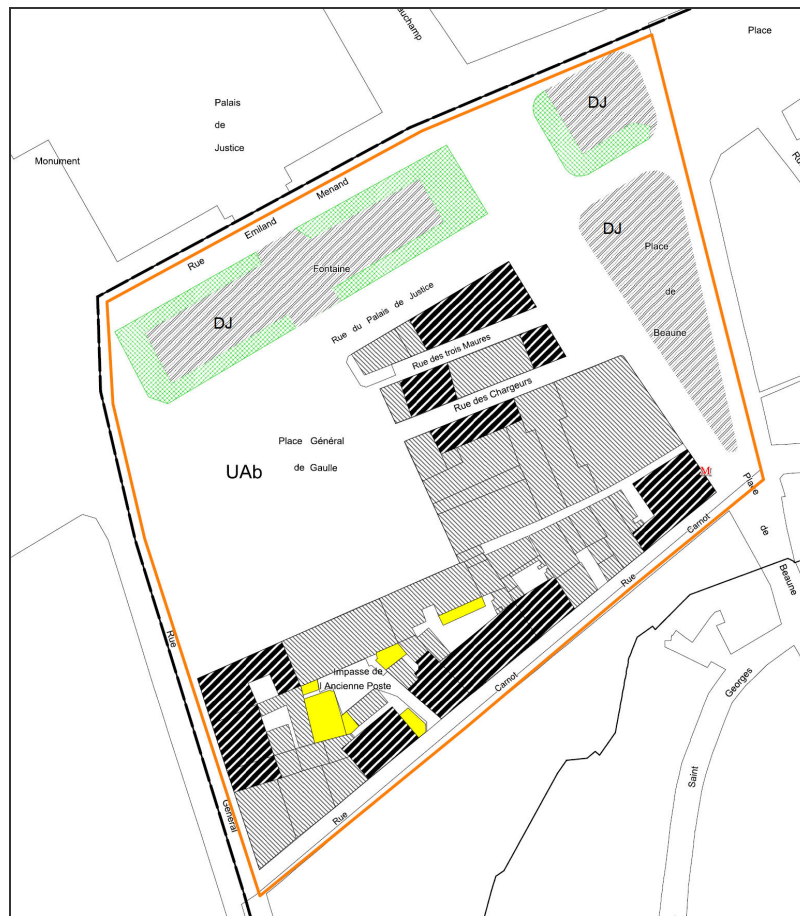 auchamp
Place
Palais
de
Justice
Monument
DJ
Rue Emiland Menand
Fontaine
DJ
DJ
Place
de
Beaune
Rue du Palais de Justice
Rue des trois Maures
Rue des Chargeurs
Place Général
de Gaulle
UAb
M
Place
de
Beaune
Rue Carnot
Rue
Général
Impasse de
l Ancienne Poste
Carnot
Rue
Georges
Saint